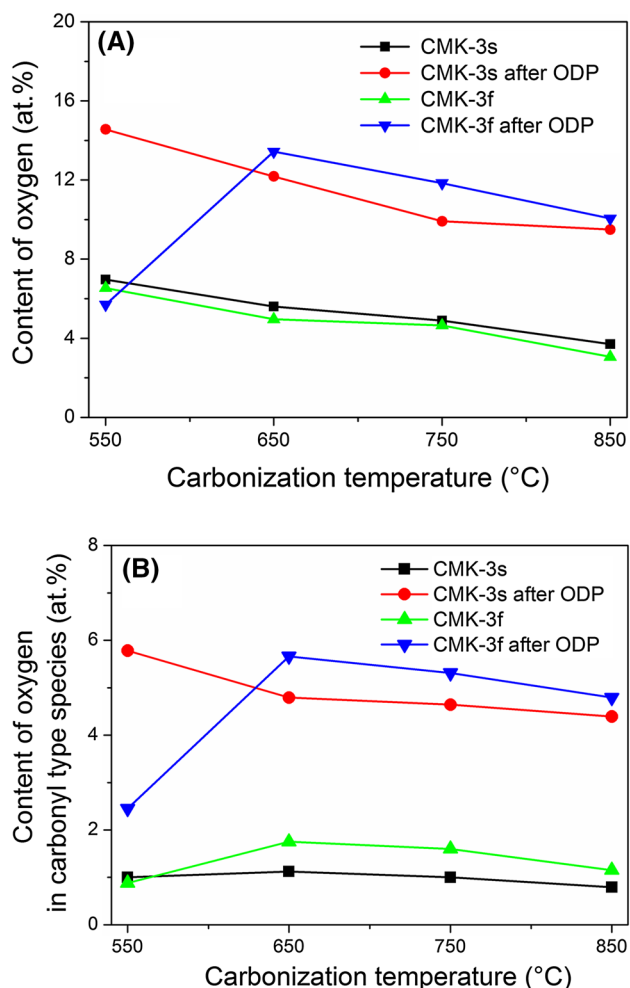 (A)
CMK-3s
CMK-3s after ODP
CMK-3f
CMK-3f after ODP
Content of oxygen (at.%)
20
16
12
8
4
0
550 650 750 850
Carbonization temperature (°C)
(B)
CMK-3s
CMK-3s after ODP
CMK-3f
CMK-3f after ODP
Content of oxygen
in carbonyl type species (at.%)
8
6
4
2
0
550 650 750 850
Carbonization temperature (°C)